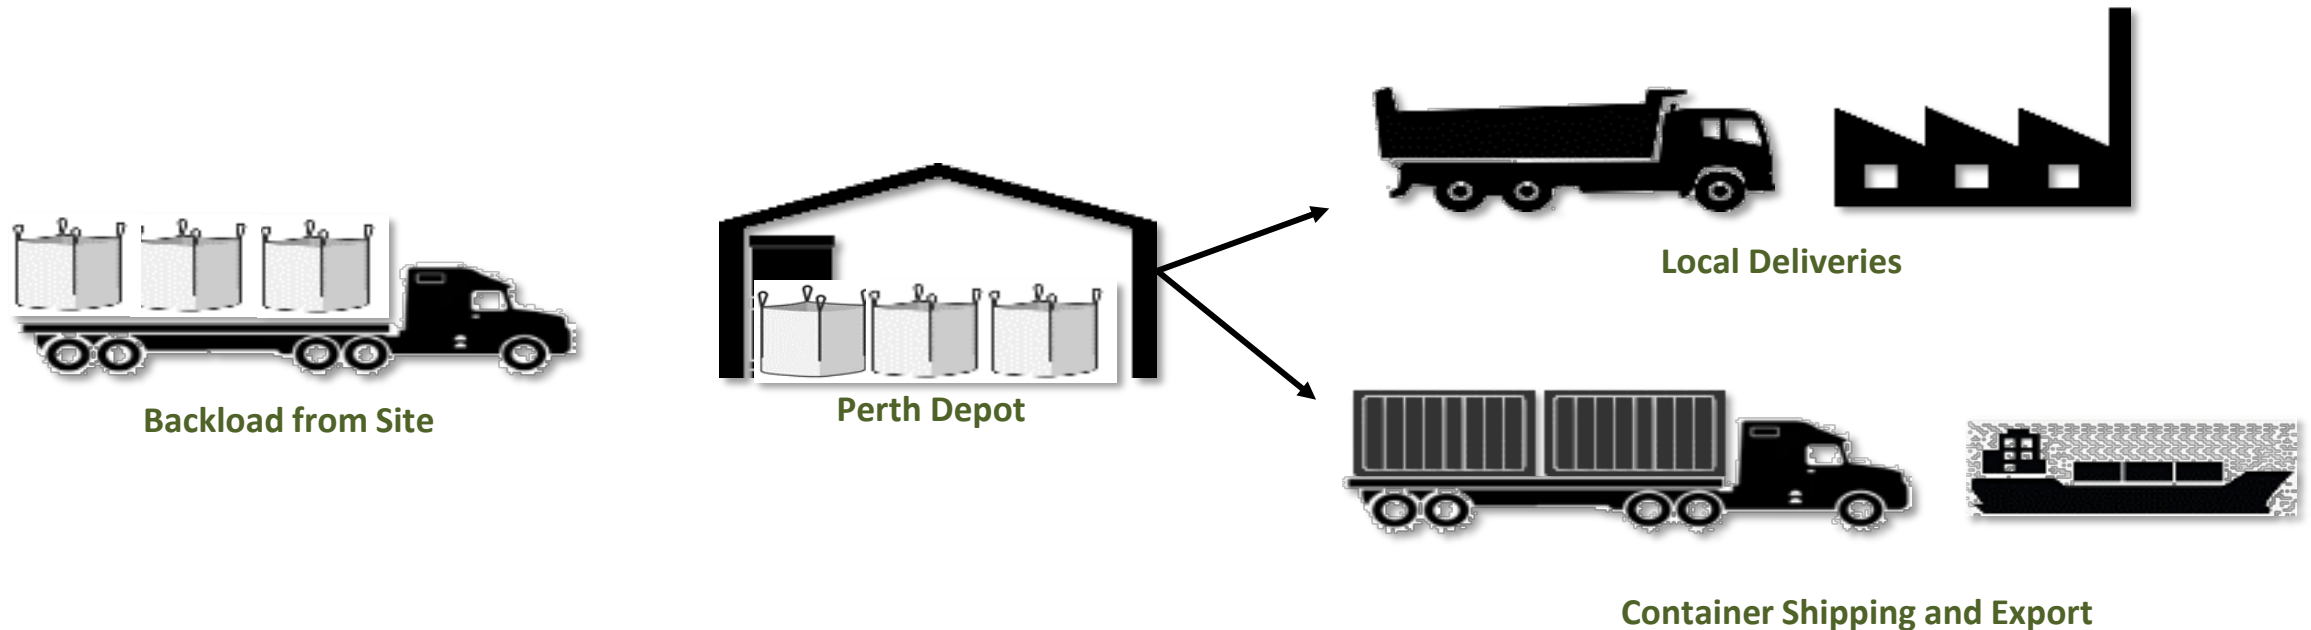 Local Deliveries
Backload from Site
Perth Depot
Container Shipping and Export